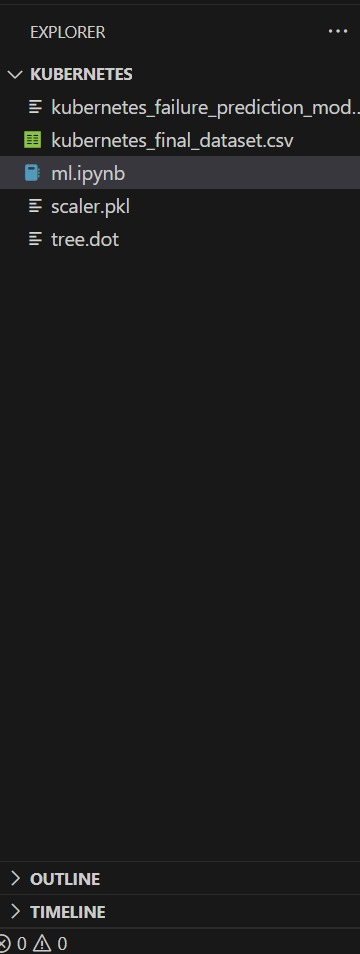 EXPLORER
KUBERNETES
kubernetes_failure_prediction_mod...
kubernetes_final_dataset.csv
ml.ipynb
scaler.pkl
tree.dot
OUTLINE
TIMELINE
0 0